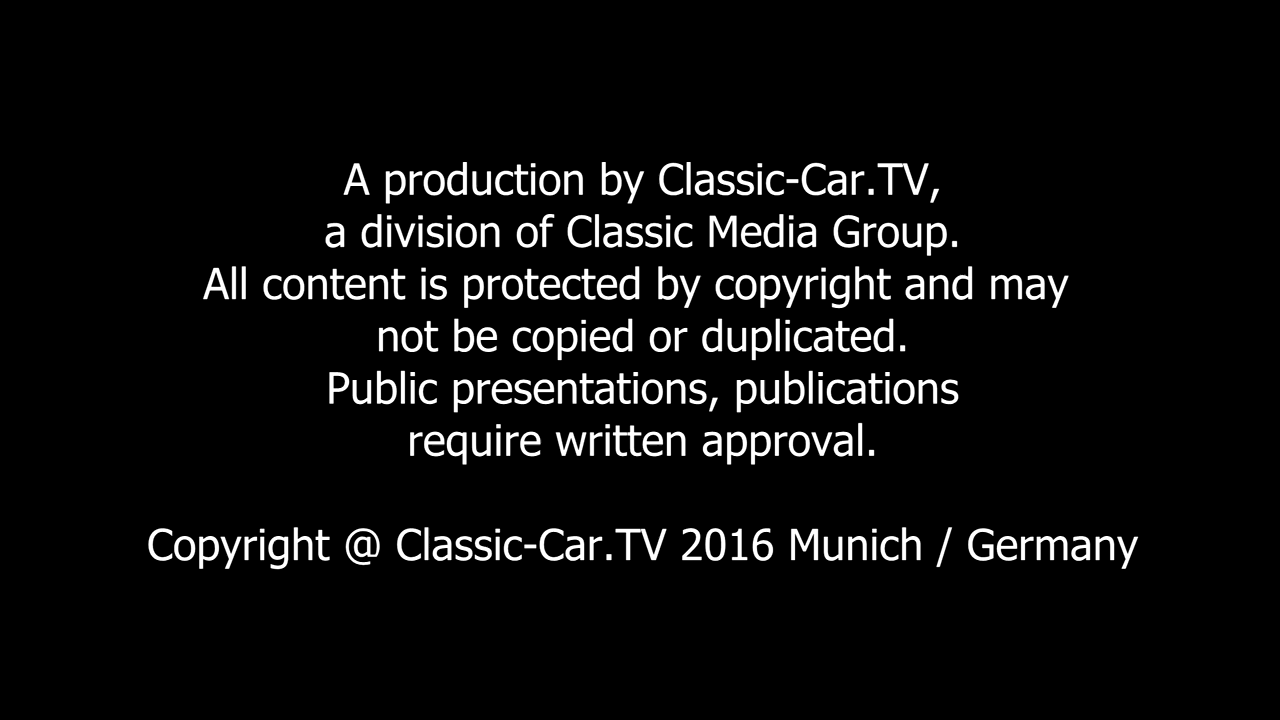 A production by Classic-Car.TV,
a division of Classic Media Group.
All content is protected by copyright and may
not be copied or duplicated.
Public presentations, publications
require written approval.
Copyright @ Classic-Car.TV 2016 Munich / Germany